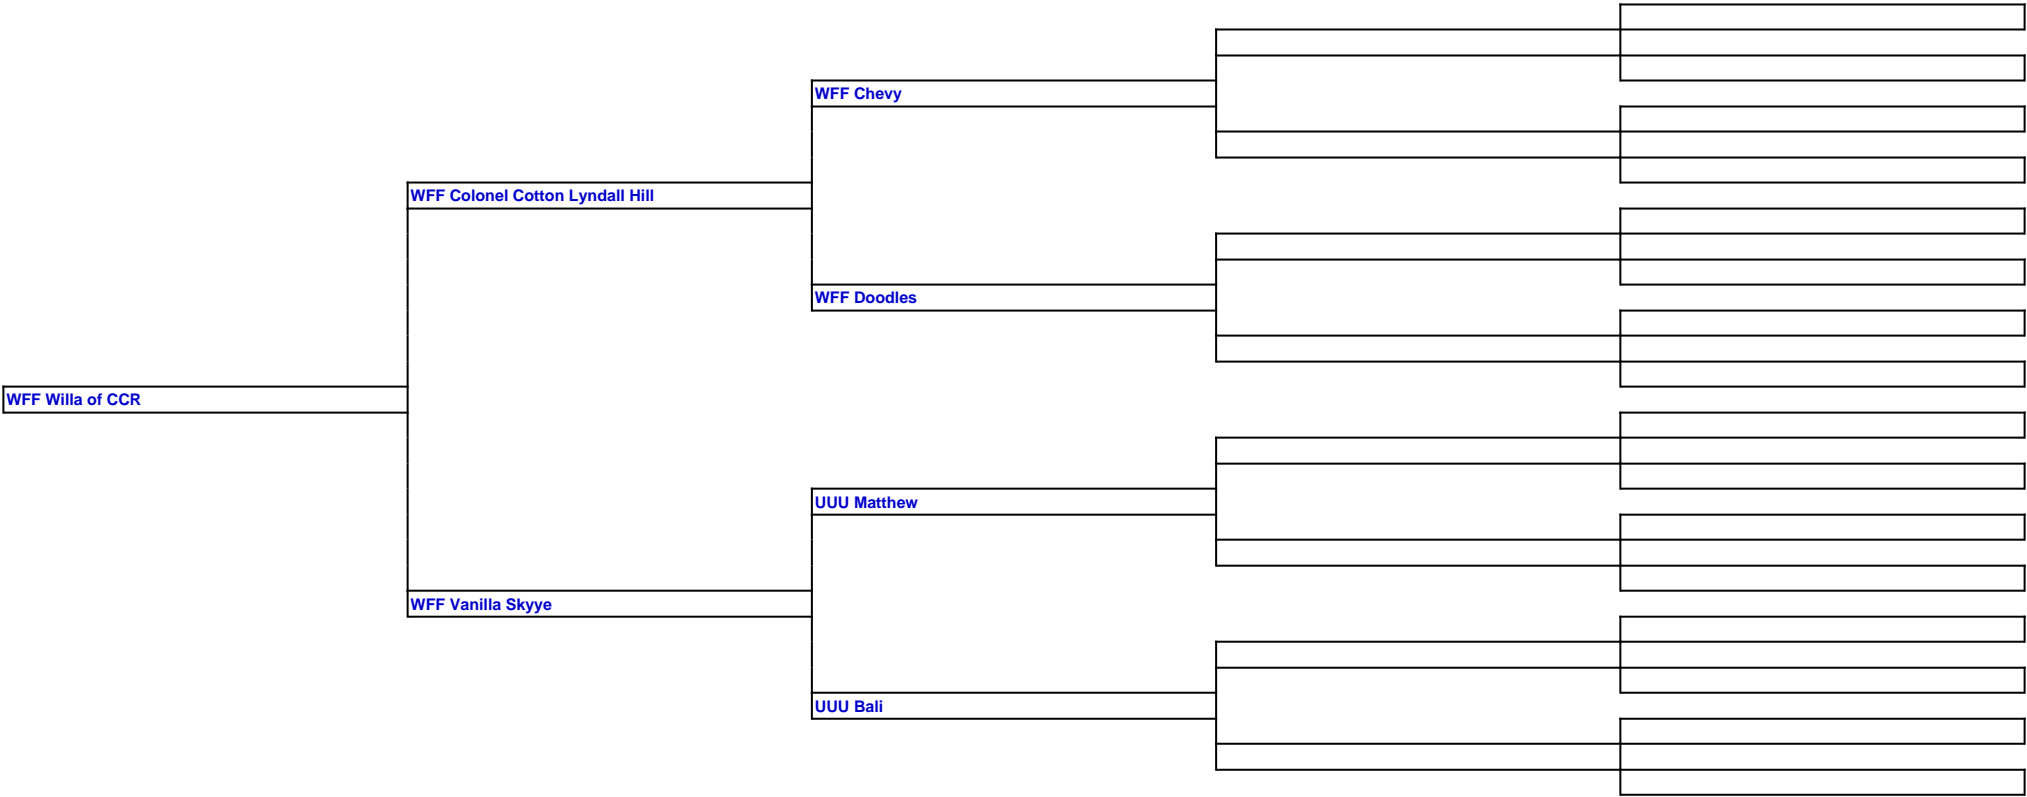 WFF Chevy
WFF Colonel Cotton Lyndall Hill
WFF Doodles
WFF Willa of CCR
UUU Matthew
WFF Vanilla Skyye
UUU Bali